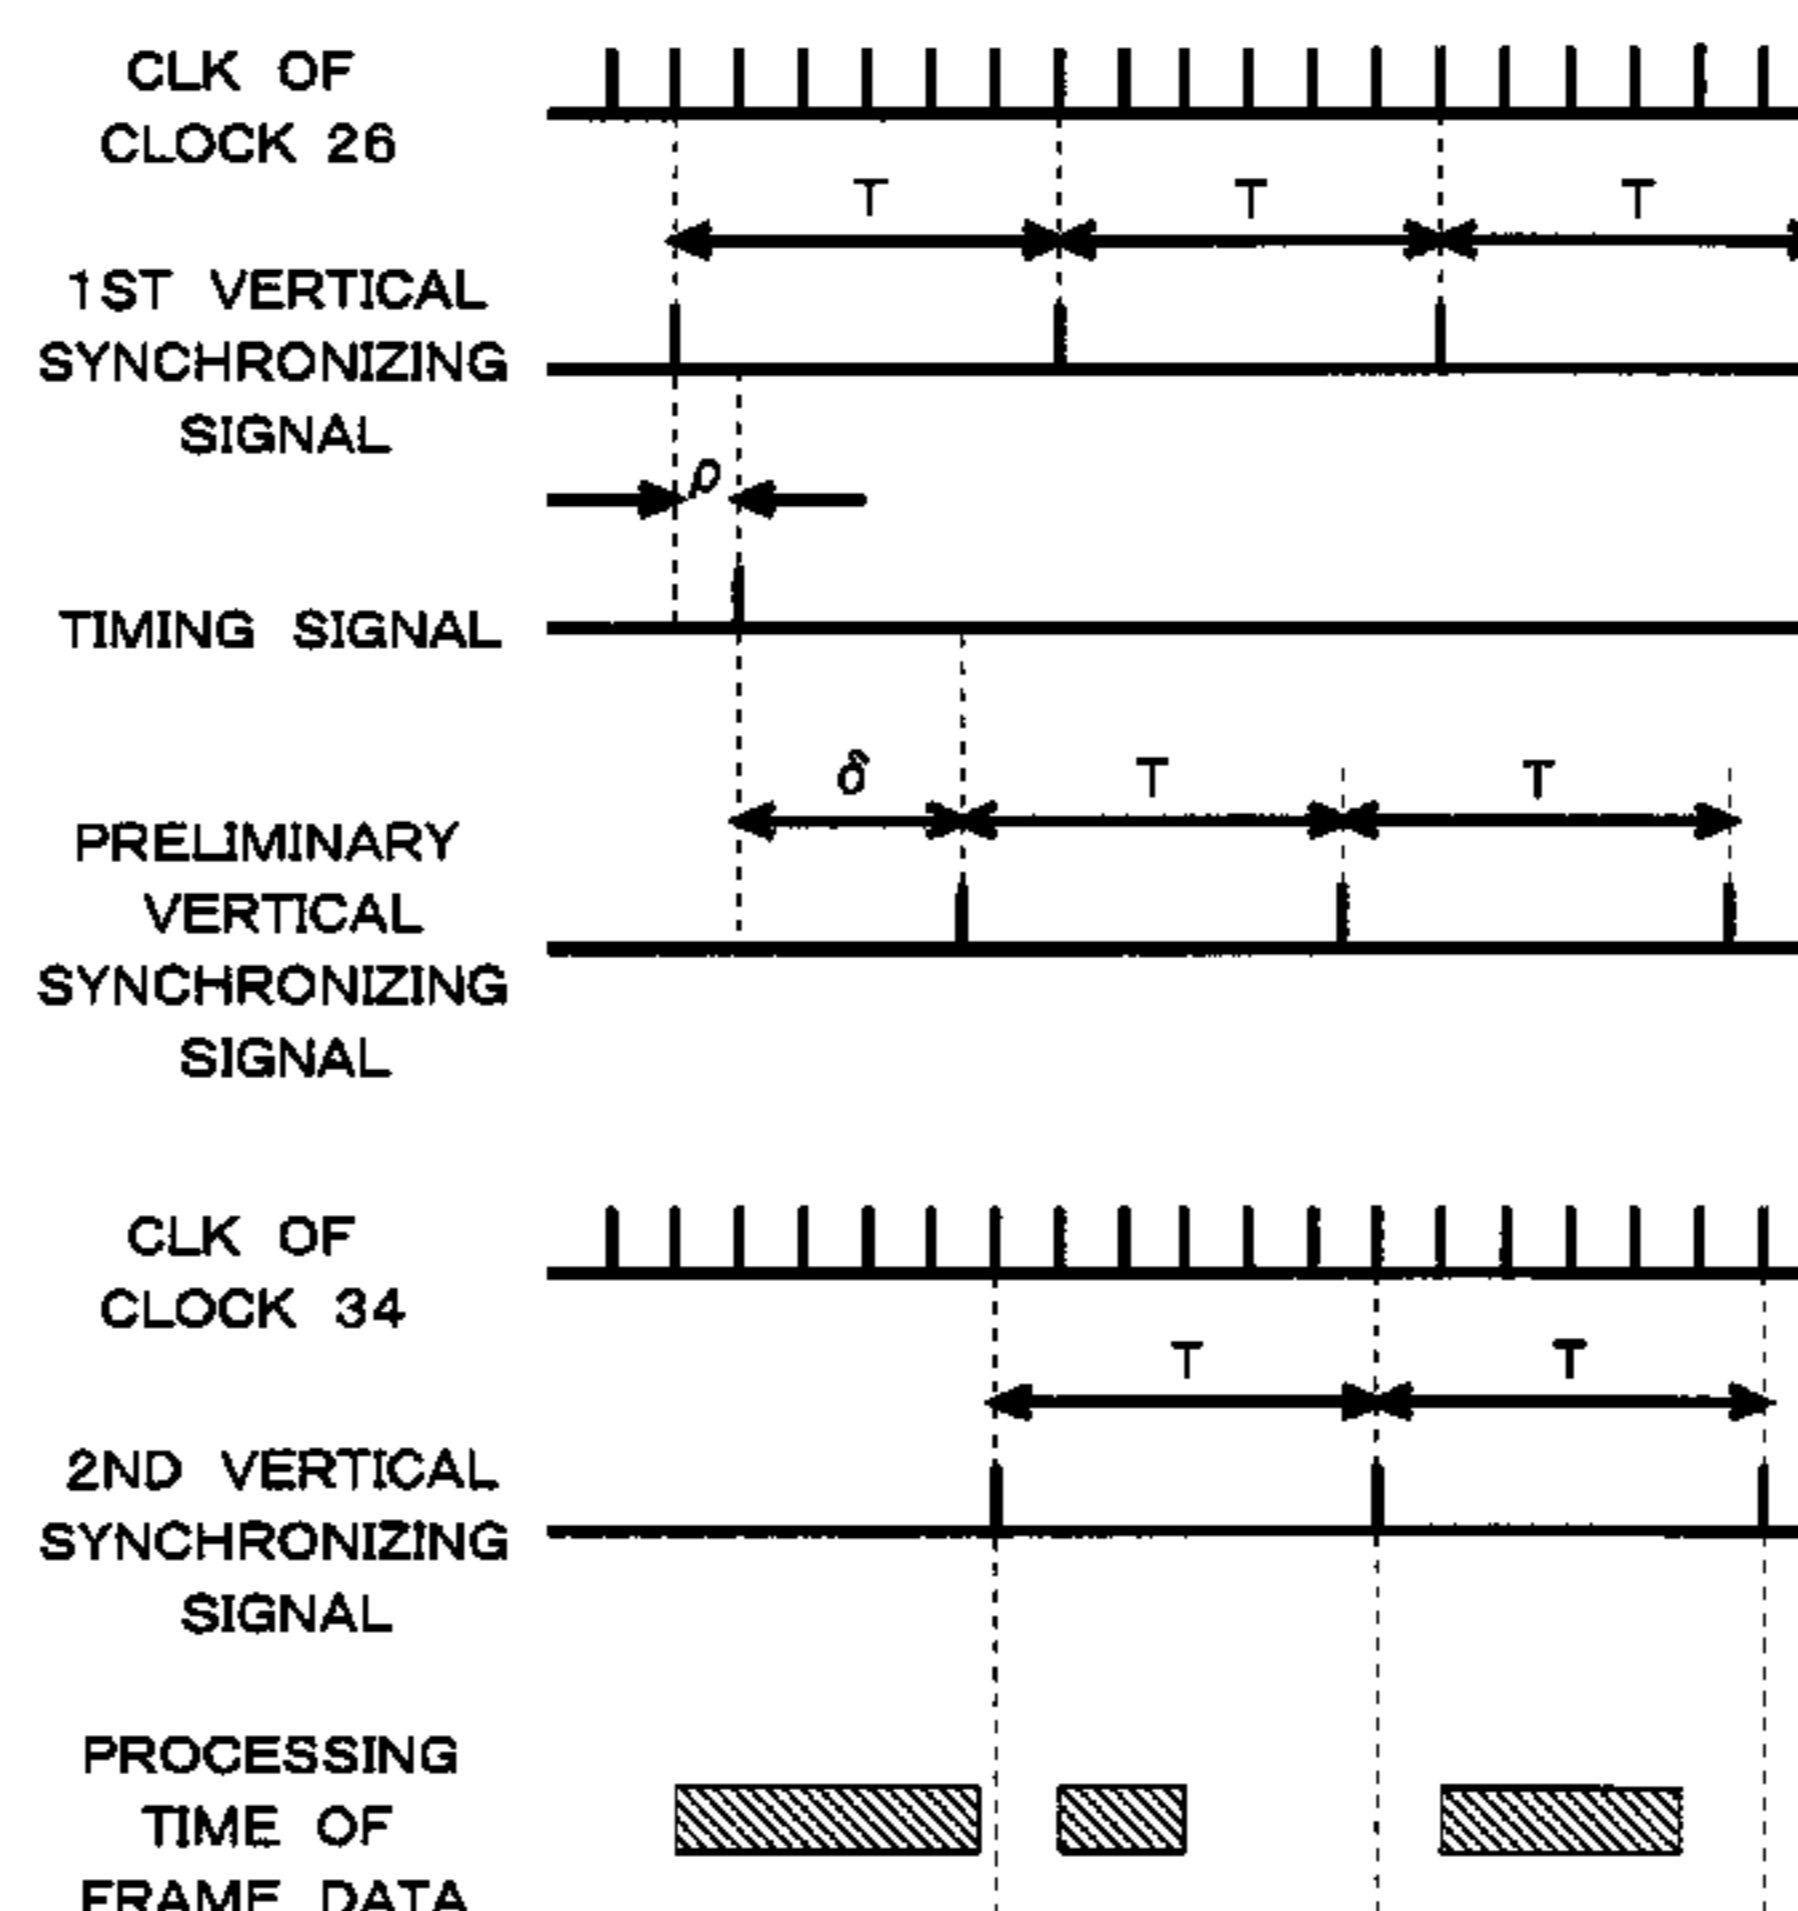 CLK OF
CLOCK 26
T T T
1ST VERTICAL
SYNCHRONIZING
SIGNAL
ρ
TIMING SIGNAL
δ T T
PRELIMINARY
VERTICAL
SYNCHRONIZING
SIGNAL
CLK OF
CLOCK 34
T T
2ND VERTICAL
SYNCHRONIZING
SIGNAL
PROCESSING
TIME OF
FRAME DATA